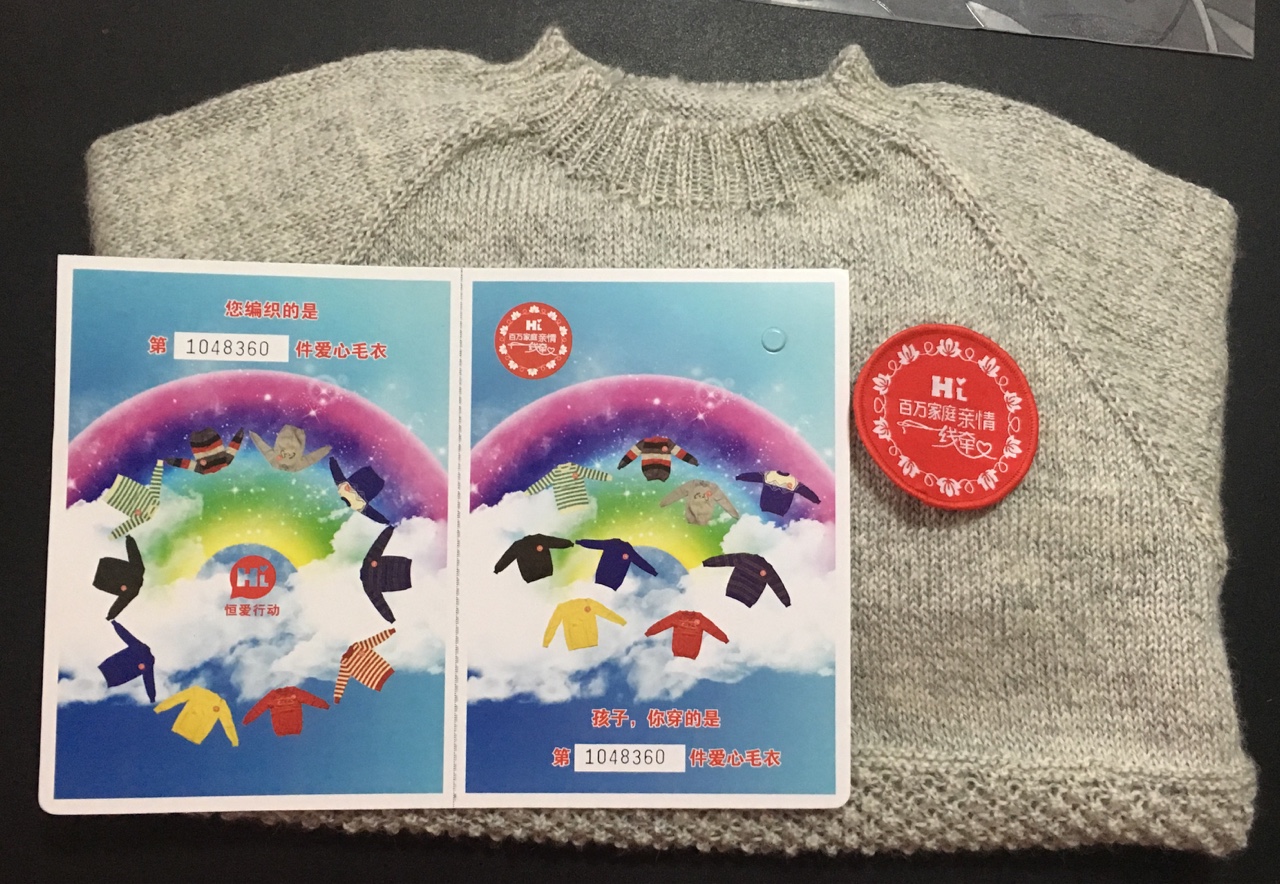 您编织的是
第 1048360 件爱心毛衣
Hi
恒爱行动
Hi
百万家庭亲情
一线牵
孩子，你穿的是
第 1048360 件爱心毛衣
Hi
百万家庭亲情
一线牵